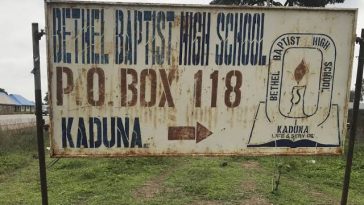 BETHEL BAPTIST HIGH SCHOOL
P.O. BOX 118
KADUNA.
BETHEL BAPTIST HIGH SCHOOL
KADUNA